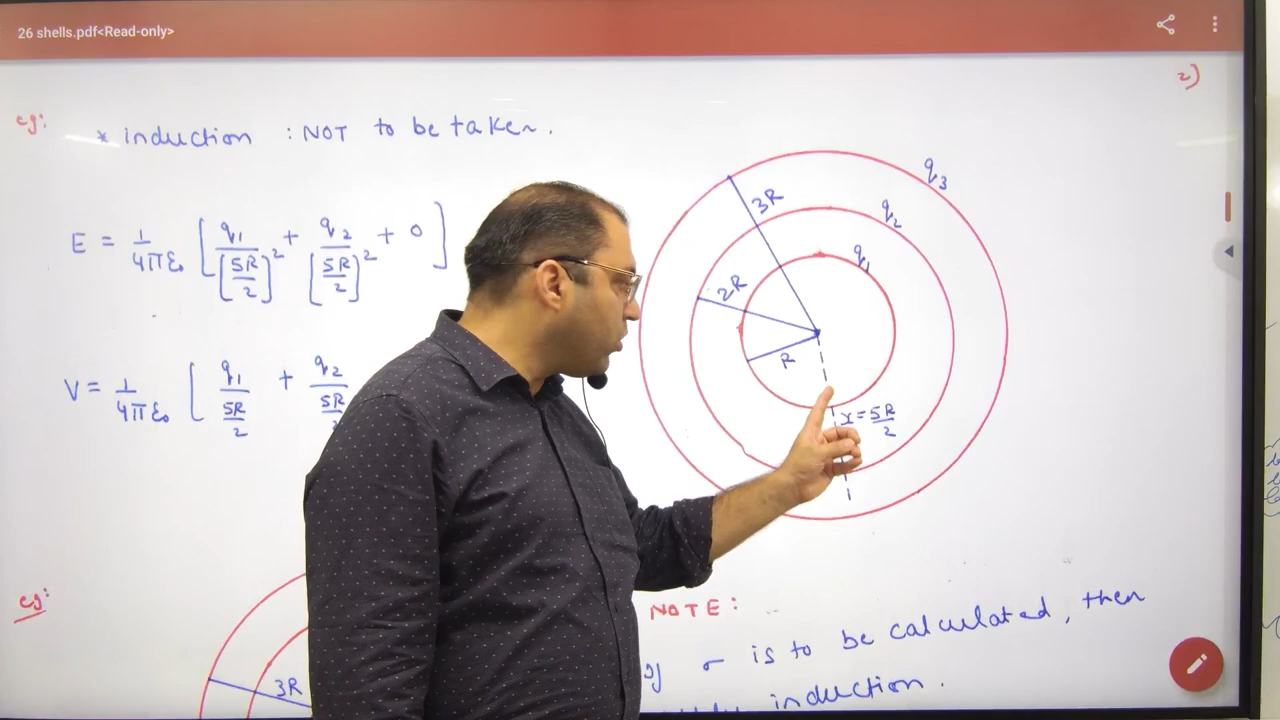 26 shells.pdf<Read-only>
2)
eg:
* induction : NOT to be taken.
E = 1/4πε₀ [ q₁/[5R/2]² + q₂/[5R/2]² + 0 ]
V = 1/4πε₀ [ q₁/(5R/2) + q₂/5R
q₃
q₂
q₁
3R
2R
R
x = 5R/2
eg:
3R
NOTE:
If σ is to be calculated, then
induction.